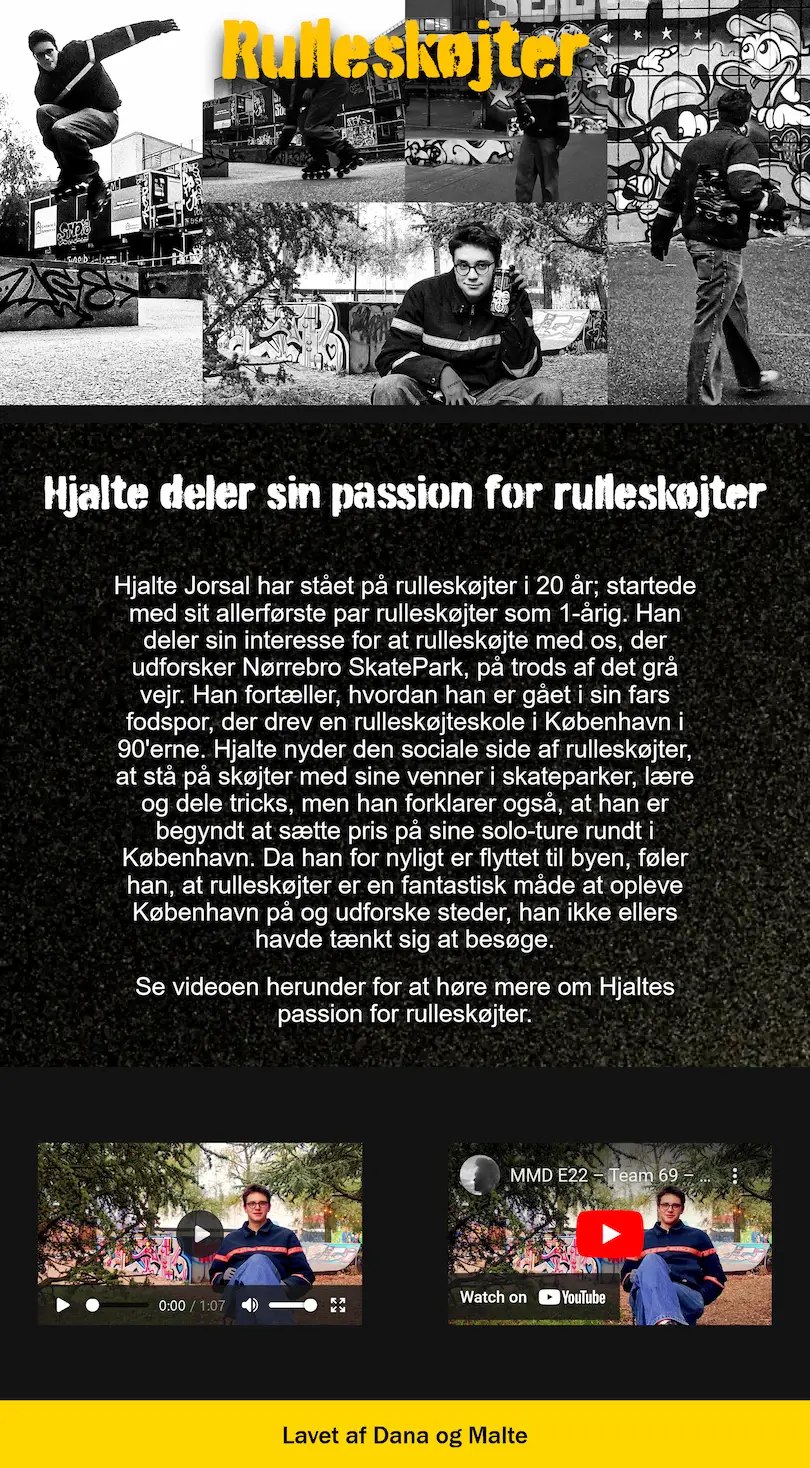 Rulleskøjter
Hjalte deler sin passion for rulleskøjter
Hjalte Jorsal har stået på rulleskøjter i 20 år; startede
med sit allerførste par rulleskøjter som 1-årig. Han
deler sin interesse for at rulleskøjte med os, der
udforsker Nørrebro SkatePark, på trods af det grå
vejr. Han fortæller, hvordan han er gået i sin fars
fodspor, der drev en rulleskøjteskole i København i
90'erne. Hjalte nyder den sociale side af rulleskøjter,
at stå på skøjter med sine venner i skateparker, lære
og dele tricks, men han forklarer også, at han er
begyndt at sætte pris på sine solo-ture rundt i
København. Da han for nyligt er flyttet til byen, føler
han, at rulleskøjter er en fantastisk måde at opleve
København på og udforske steder, han ikke ellers
havde tænkt sig at besøge.
Se videoen herunder for at høre mere om Hjaltes
passion for rulleskøjter.
0:00 / 1:07
MMD E22 – Team 69 – ...
Watch on YouTube
Lavet af Dana og Malte